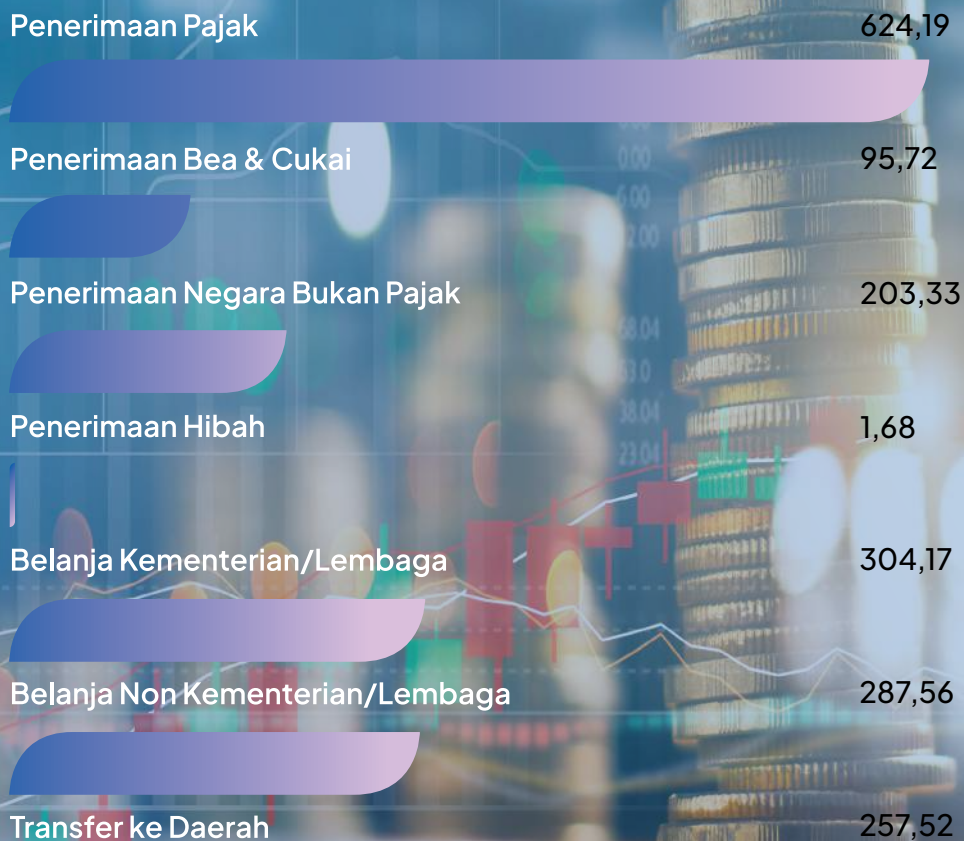 Penerimaan Pajak 624,19
Penerimaan Bea & Cukai 95,72
Penerimaan Negara Bukan Pajak 203,33
Penerimaan Hibah 1,68
Belanja Kementerian/Lembaga 304,17
Belanja Non Kementerian/Lembaga 287,56
Transfer ke Daerah 257,52